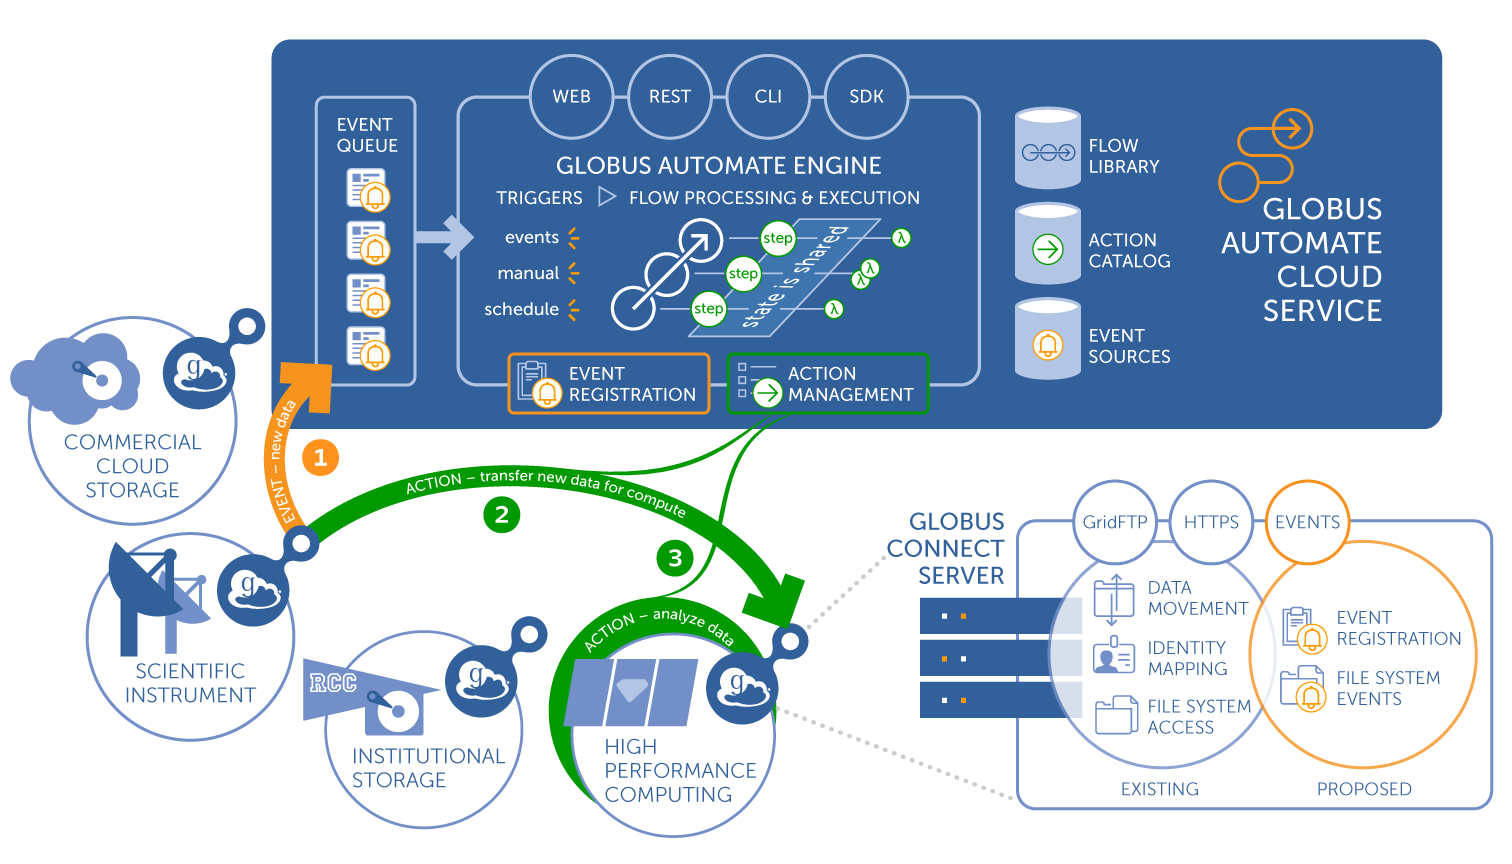 WEB
REST
CLI
SDK
EVENT
QUEUE
GLOBUS AUTOMATE ENGINE
TRIGGERS
FLOW PROCESSING & EXECUTION
events
manual
schedule
step
step
step
state is shared
λ
λ
λ
λ
EVENT
REGISTRATION
ACTION
MANAGEMENT
FLOW
LIBRARY
ACTION
CATALOG
EVENT
SOURCES
GLOBUS
AUTOMATE
CLOUD
SERVICE
g
COMMERCIAL
CLOUD
STORAGE
EVENT – new data
1
ACTION – transfer new data for compute
2
3
g
SCIENTIFIC
INSTRUMENT
RCC
g
INSTITUTIONAL
STORAGE
ACTION – analyze data
g
HIGH
PERFORMANCE
COMPUTING
GLOBUS
CONNECT
SERVER
GridFTP
HTTPS
EVENTS
DATA
MOVEMENT
IDENTITY
MAPPING
FILE SYSTEM
ACCESS
EVENT
REGISTRATION
FILE SYSTEM
EVENTS
EXISTING
PROPOSED